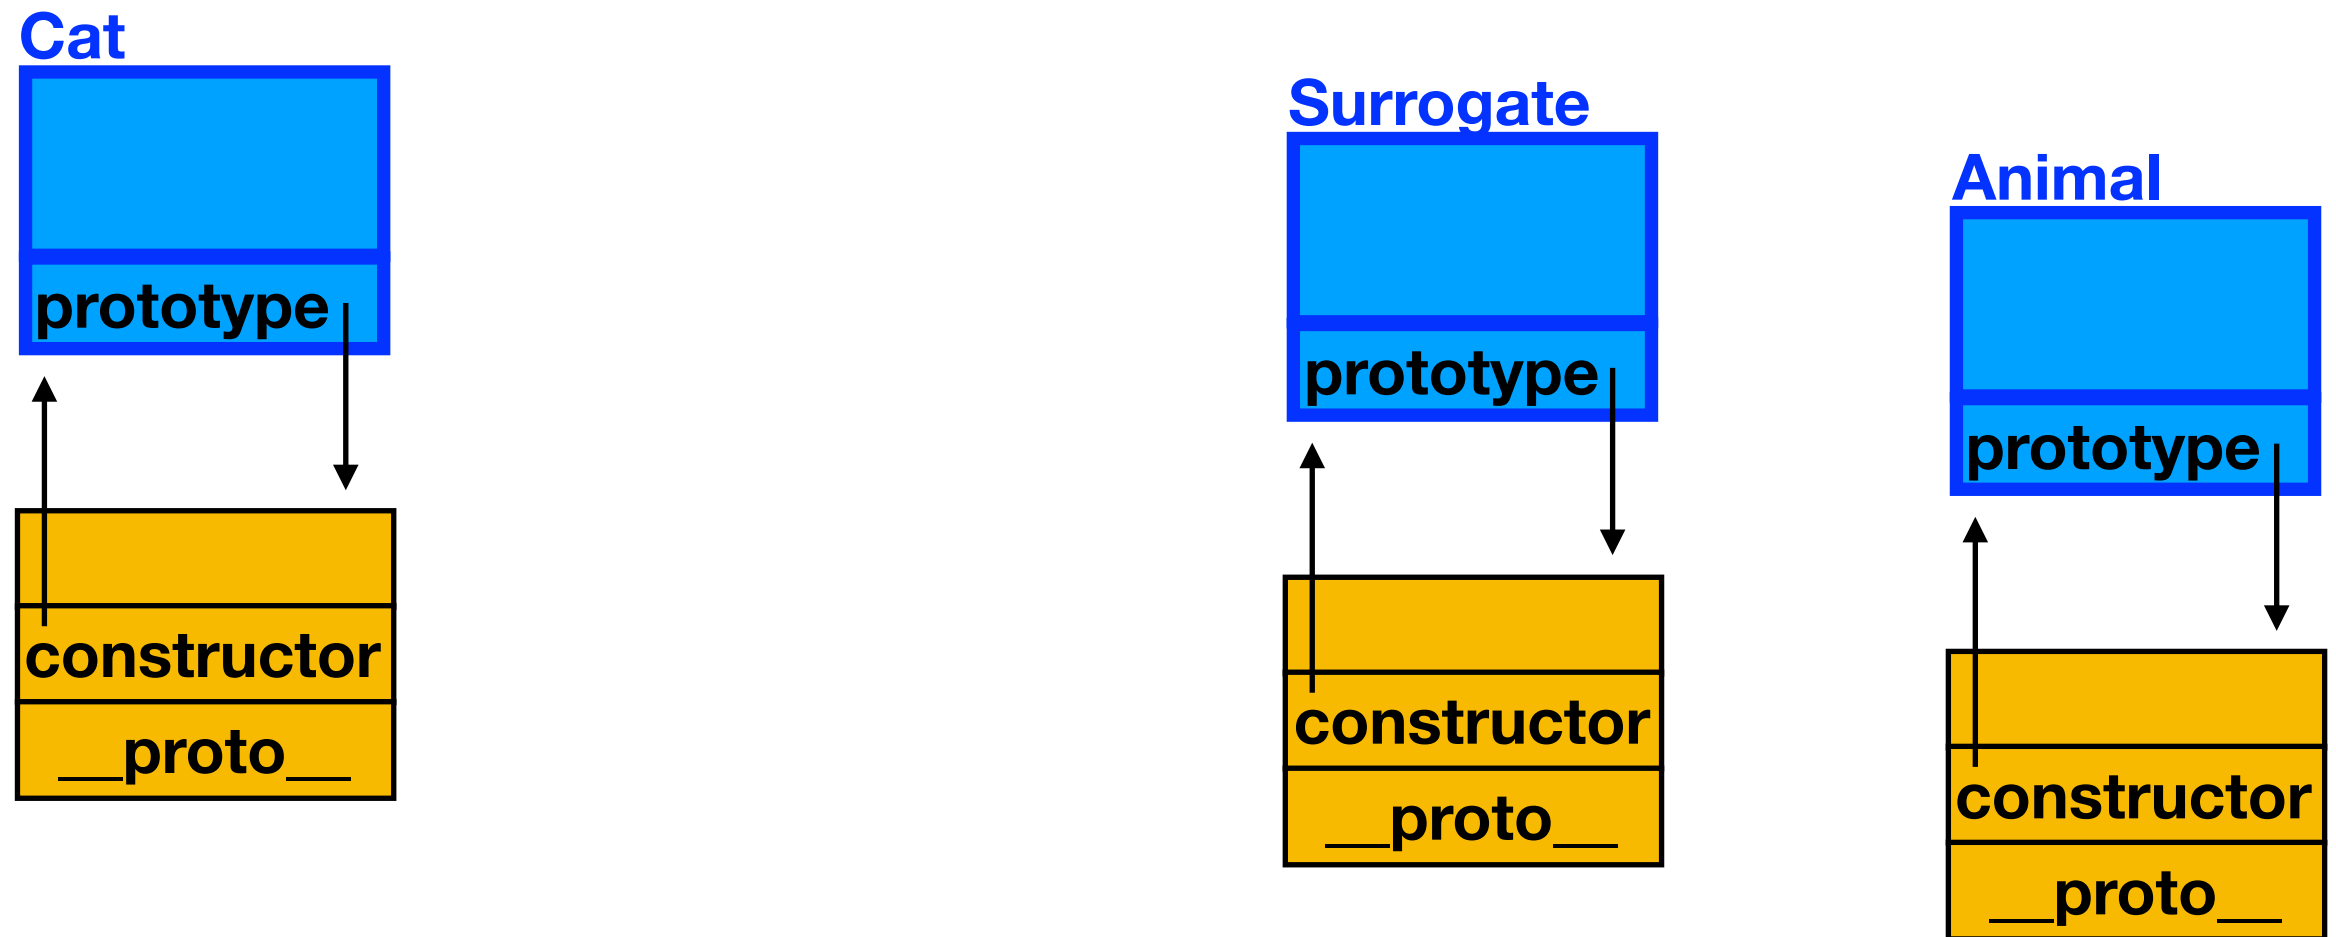 Cat
prototype
constructor
__proto__
Surrogate
prototype
constructor
__proto__
Animal
prototype
constructor
__proto__